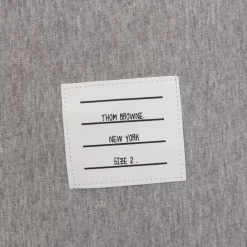 THOM BROWNE.
NEW YORK
SIZE 2.